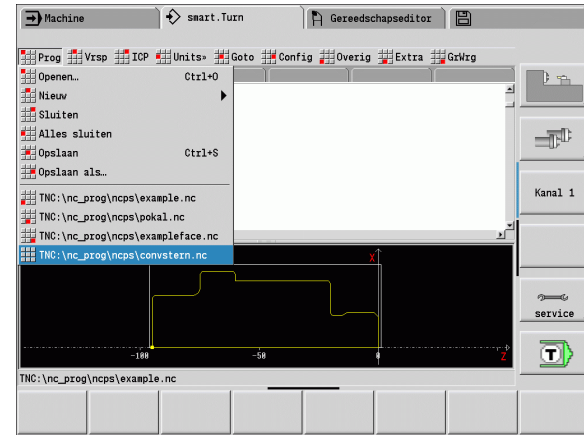 Machine
smart.Turn
Gereedschapseditor
Prog Vrsp ICP Units» Goto Config Overig Extra GrWrg
Openen… Ctrl+O
Nieuw
Sluiten
Alles sluiten
Opslaan Ctrl+S
Opslaan als…
TNC:\nc_prog\ncps\example.nc
TNC:\nc_prog\ncps\pokal.nc
TNC:\nc_prog\ncps\exampleface.nc
TNC:\nc_prog\ncps\convstern.nc
Kanal 1
X
service
-100 -50 0 Z
T
TNC:\nc_prog\ncps\example.nc